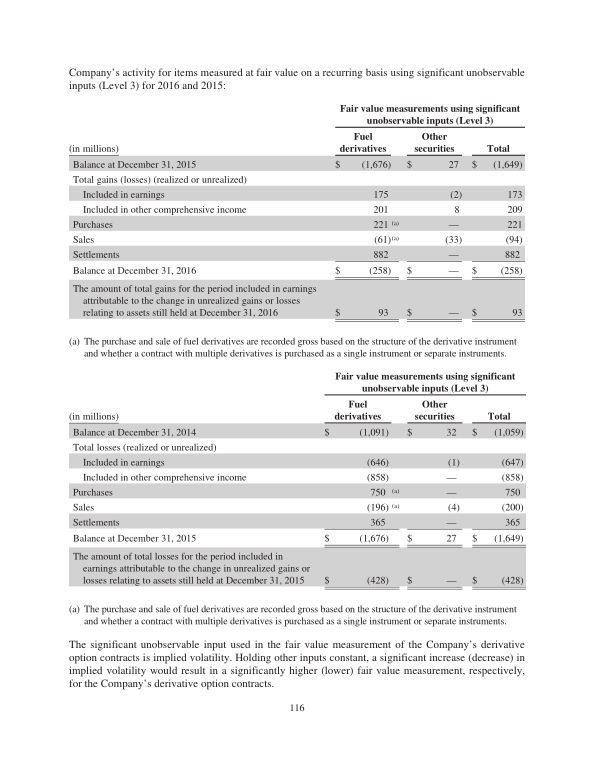 Company's activity for items measured at fair value on a recurring basis using significant unobservable
inputs (Level 3) for 2016 and 2015:
Fair value measurements using significant
unobservable inputs (Level 3)
(in millions) Fuel derivatives Other securities Total
Balance at December 31, 2015 $ (1,676) $ 27 $ (1,649)
Total gains (losses) (realized or unrealized)
Included in earnings 175 (2) 173
Included in other comprehensive income 201 8 209
Purchases 221 (a) — 221
Sales (61)(a) (33) (94)
Settlements 882 — 882
Balance at December 31, 2016 $ (258) $ — $ (258)
The amount of total gains for the period included in earnings
attributable to the change in unrealized gains or losses
relating to assets still held at December 31, 2016 $ 93 $ — $ 93
(a) The purchase and sale of fuel derivatives are recorded gross based on the structure of the derivative instrument
and whether a contract with multiple derivatives is purchased as a single instrument or separate instruments.
Fair value measurements using significant
unobservable inputs (Level 3)
(in millions) Fuel derivatives Other securities Total
Balance at December 31, 2014 $ (1,091) $ 32 $ (1,059)
Total losses (realized or unrealized)
Included in earnings (646) (1) (647)
Included in other comprehensive income (858) — (858)
Purchases 750 (a) — 750
Sales (196) (a) (4) (200)
Settlements 365 — 365
Balance at December 31, 2015 $ (1,676) $ 27 $ (1,649)
The amount of total losses for the period included in
earnings attributable to the change in unrealized gains or
losses relating to assets still held at December 31, 2015 $ (428) $ — $ (428)
(a) The purchase and sale of fuel derivatives are recorded gross based on the structure of the derivative instrument
and whether a contract with multiple derivatives is purchased as a single instrument or separate instruments.
The significant unobservable input used in the fair value measurement of the Company's derivative
option contracts is implied volatility. Holding other inputs constant, a significant increase (decrease) in
implied volatility would result in a significantly higher (lower) fair value measurement, respectively,
for the Company's derivative option contracts.
116